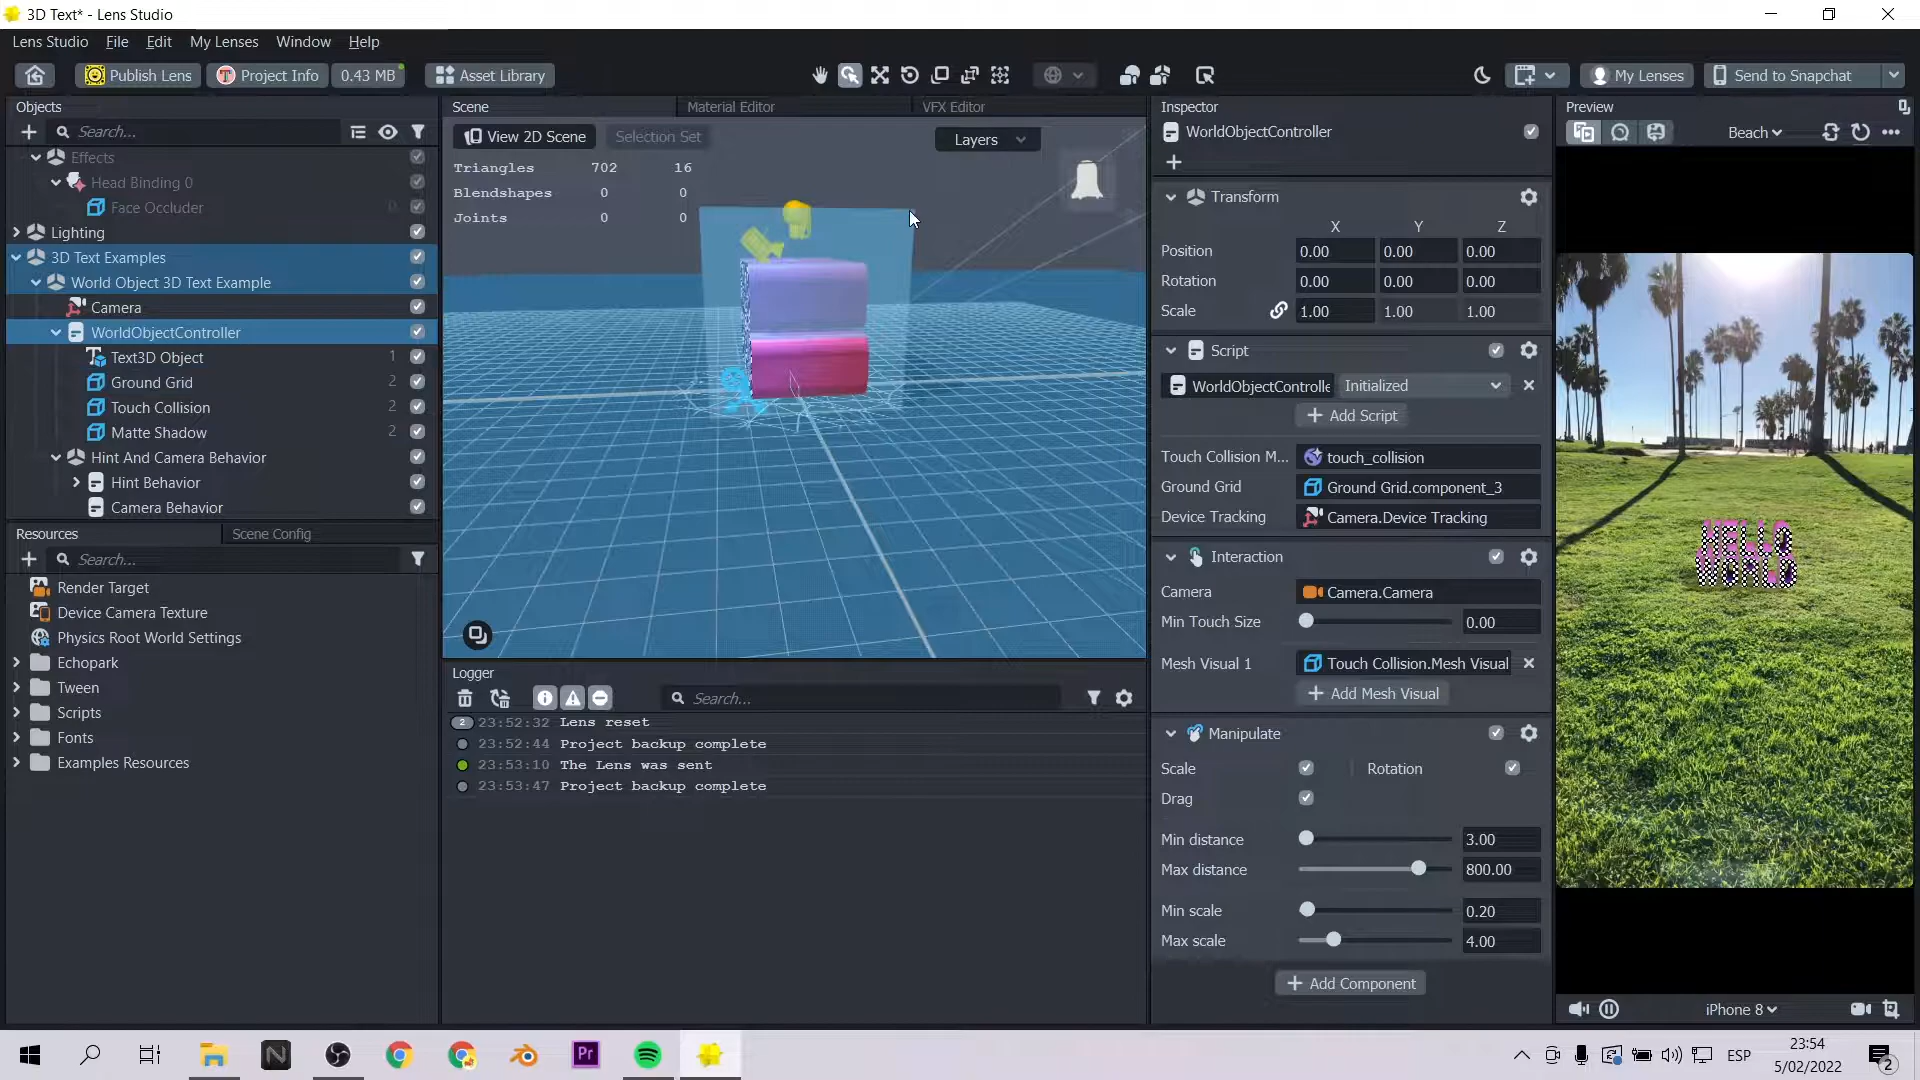 3D Text* - Lens Studio
Lens Studio File Edit My Lenses Window Help
Publish Lens Project Info 0.43 MB Asset Library My Lenses Send to Snapchat
Objects
Search...
Effects
Head Binding 0
Face Occluder 0
Lighting
3D Text Examples
World Object 3D Text Example
Camera
WorldObjectController
Text3D Object 1
Ground Grid 2
Touch Collision 2
Matte Shadow 2
Hint And Camera Behavior
Hint Behavior
Camera Behavior
Resources Scene Config
Search...
Render Target
Device Camera Texture
Physics Root World Settings
Echopark
Tween
Scripts
Fonts
Examples Resources
Scene Material Editor VFX Editor
View 2D Scene Selection Set Layers
Triangles 702 16
Blendshapes 0 0
Joints 0 0
Logger
Search...
2 23:52:32 Lens reset
23:52:44 Project backup complete
23:53:10 The Lens was sent
23:53:47 Project backup complete
Inspector
WorldObjectController
Transform
X Y Z
Position 0.00 0.00 0.00
Rotation 0.00 0.00 0.00
Scale 1.00 1.00 1.00
Script
WorldObjectControlle Initialized
Add Script
Touch Collision M... touch_collision
Ground Grid Ground Grid.component_3
Device Tracking Camera.Device Tracking
Interaction
Camera Camera.Camera
Min Touch Size 0.00
Mesh Visual 1 Touch Collision.Mesh Visual
Add Mesh Visual
Manipulate
Scale Rotation
Drag
Min distance 3.00
Max distance 800.00
Min scale 0.20
Max scale 4.00
Add Component
Preview
Beach
HELLO
WORLD
iPhone 8
N Pr ESP
23:54
5/02/2022
2